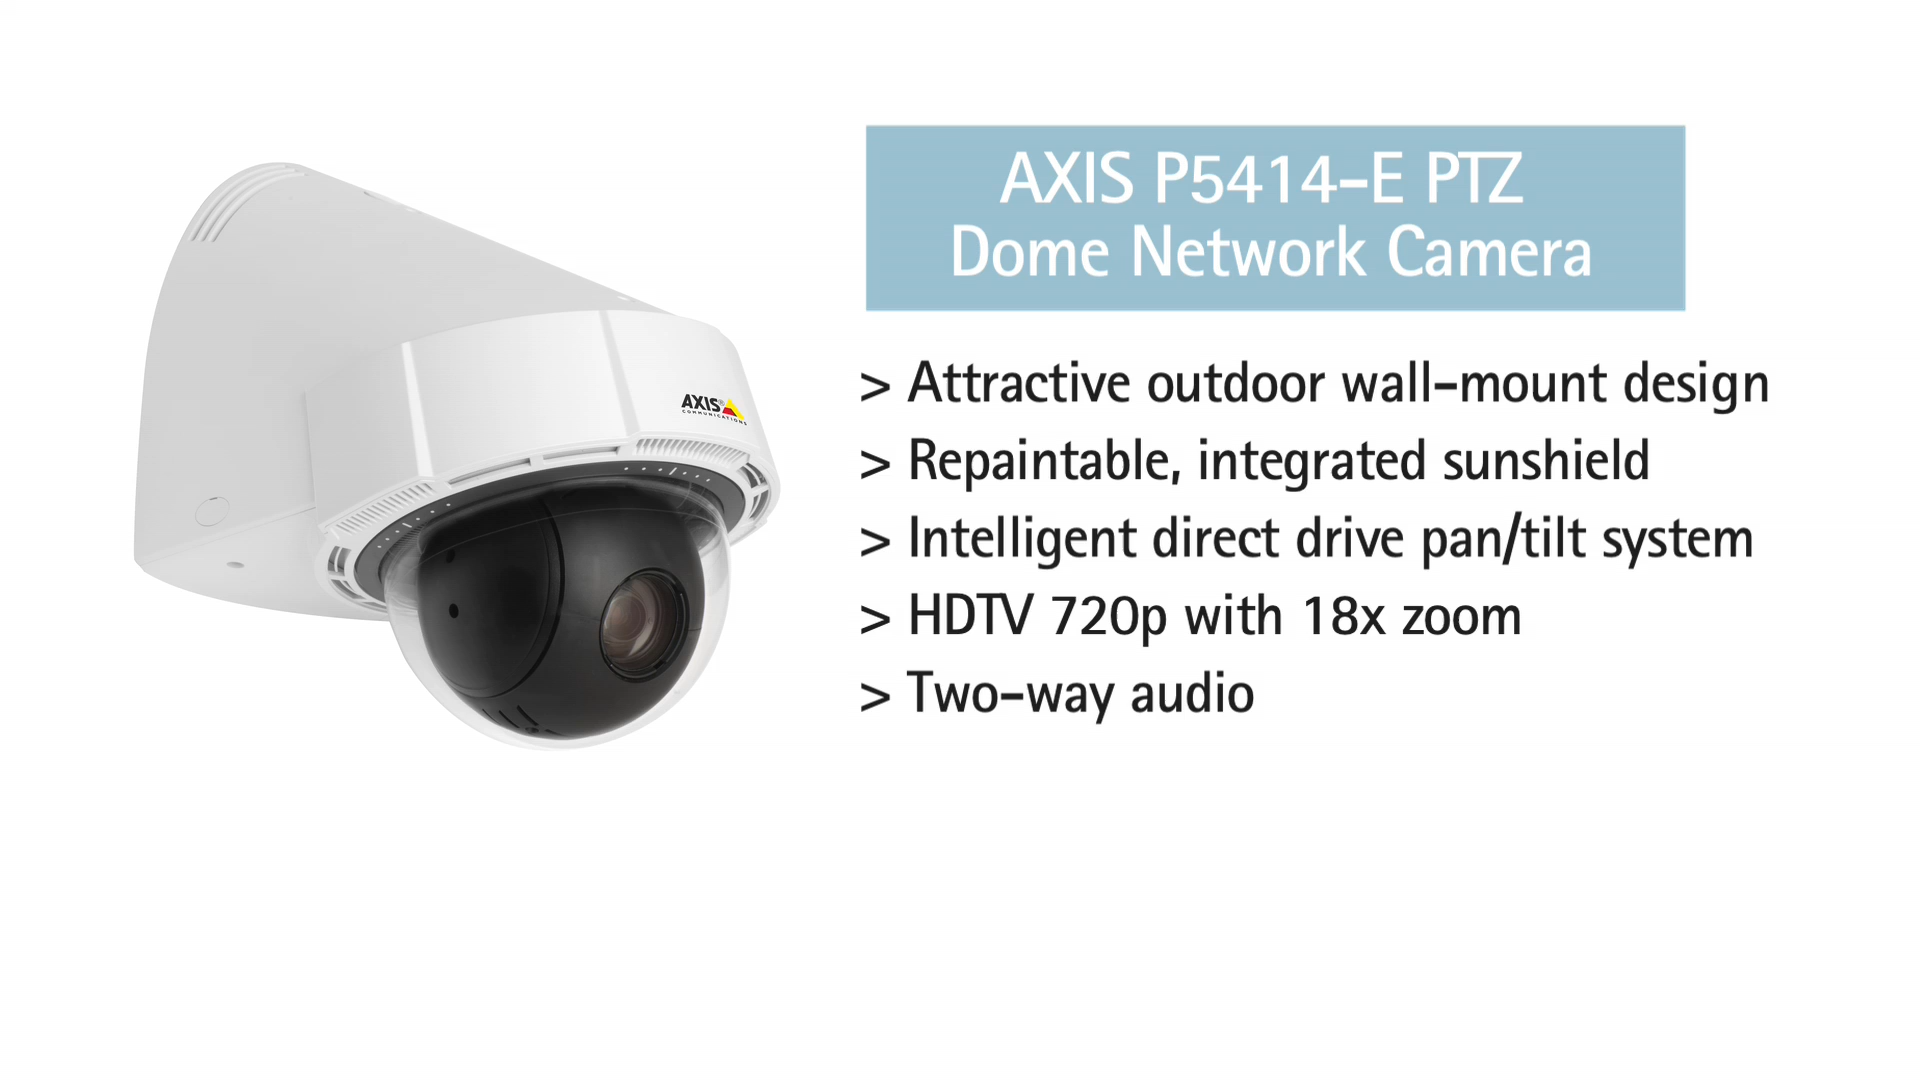 AXIS P5414-E PTZ
Dome Network Camera
AXIS®
COMMUNICATIONS
> Attractive outdoor wall-mount design
> Repaintable, integrated sunshield
> Intelligent direct drive pan/tilt system
> HDTV 720p with 18x zoom
> Two-way audio